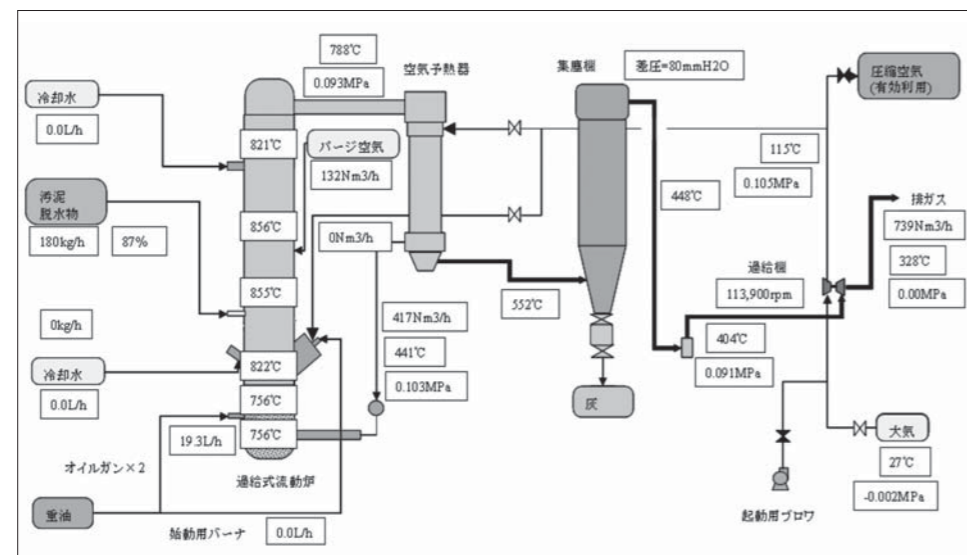 788℃
0.093MPa
空気予熱器
集塵機
差圧=80mmH2O
圧縮空気
(有効利用)
冷却水
0.0L/h
821℃
パージ空気
132Nm3/h
115℃
0.105MPa
汚泥
脱水物
180kg/h
87%
856℃
448℃
排ガス
739Nm3/h
0Nm3/h
328℃
0.00MPa
855℃
552℃
過給機
113,900rpm
0kg/h
417Nm3/h
441℃
0.103MPa
404℃
0.091MPa
冷却水
0.0L/h
822℃
756℃
灰
大気
27℃
-0.002MPa
19.3L/h
756℃
オイルガン×2
過給式流動炉
重油
始動用バーナ
0.0L/h
起動用ブロワ